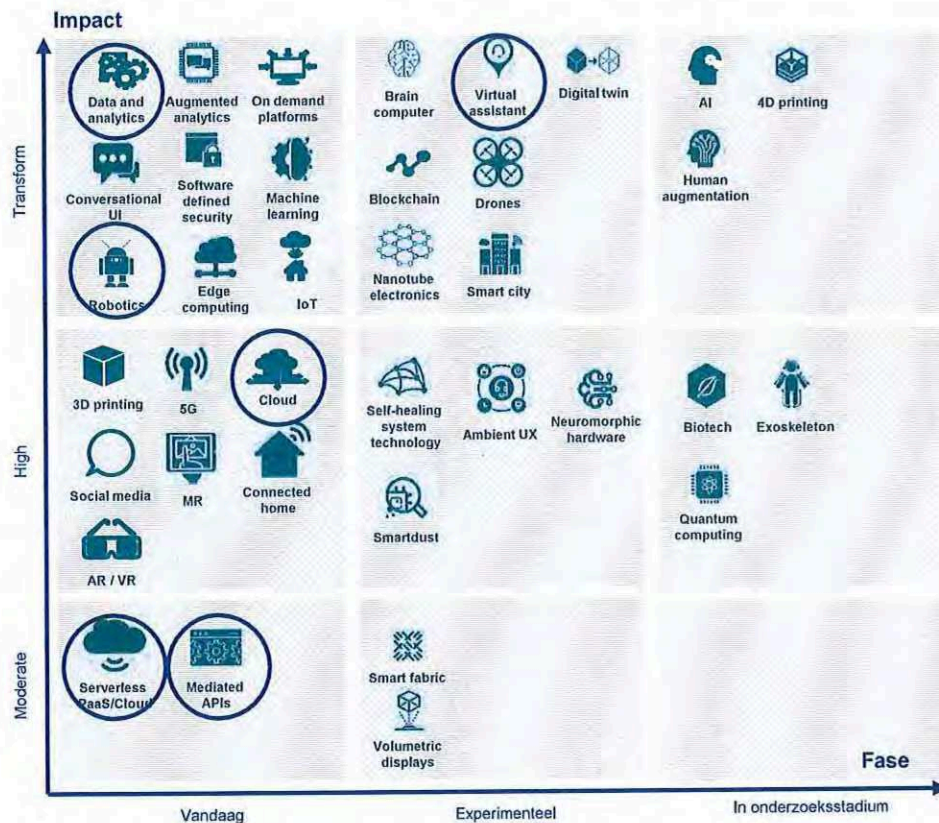 Impact
Transform
Data and
analytics
Augmented
analytics
On demand
platforms
Conversational
UI
Software
defined
security
Machine
learning
Robotics
Edge
computing
IoT
Brain
computer
Virtual
assistant
Digital twin
Blockchain
Drones
Nanotube
electronics
Smart city
AI
4D printing
Human
augmentation
High
3D printing
5G
Cloud
Social media
MR
Connected
home
AR / VR
Self-healing
system
technology
Ambient UX
Neuromorphic
hardware
Smartdust
Biotech
Exoskeleton
Quantum
computing
Moderate
Serverless
PaaS/Cloud
Mediated
APIs
Smart fabric
Volumetric
displays
Fase
Vandaag
Experimenteel
In onderzoeksstadium